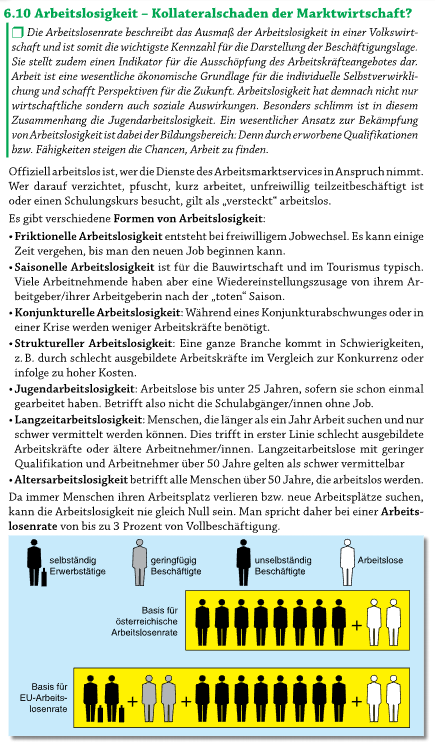 6.10 Arbeitslosigkeit – Kollateralschaden der Marktwirtschaft?
❒ Die Arbeitslosenrate beschreibt das Ausmaß der Arbeitslosigkeit in einer Volkswirt-
schaft und ist somit die wichtigste Kennzahl für die Darstellung der Beschäftigungslage.
Sie stellt zudem einen Indikator für die Ausschöpfung des Arbeitskräfteangebotes dar.
Arbeit ist eine wesentliche ökonomische Grundlage für die individuelle Selbstverwirkli-
chung und schafft Perspektiven für die Zukunft. Arbeitslosigkeit hat demnach nicht nur
wirtschaftliche sondern auch soziale Auswirkungen. Besonders schlimm ist in diesem
Zusammenhang die Jugendarbeitslosigkeit. Ein wesentlicher Ansatz zur Bekämpfung
von Arbeitslosigkeit ist dabei der Bildungsbereich: Denn durch erworbene Qualifikationen
bzw. Fähigkeiten steigen die Chancen, Arbeit zu finden.
Offiziell arbeitslos ist, wer die Dienste des Arbeitsmarktservices in Anspruch nimmt.
Wer darauf verzichtet, pfuscht, kurz arbeitet, unfreiwillig teilzeitbeschäftigt ist
oder einen Schulungskurs besucht, gilt als „versteckt“ arbeitslos.
Es gibt verschiedene Formen von Arbeitslosigkeit:
• Friktionelle Arbeitslosigkeit entsteht bei freiwilligem Jobwechsel. Es kann einige
Zeit vergehen, bis man den neuen Job beginnen kann.
• Saisonelle Arbeitslosigkeit ist für die Bauwirtschaft und im Tourismus typisch.
Viele Arbeitnehmende haben aber eine Wiedereinstellungszusage von ihrem Ar-
beitgeber/ihrer Arbeitgeberin nach der „toten“ Saison.
• Konjunkturelle Arbeitslosigkeit: Während eines Konjunkturabschwunges oder in
einer Krise werden weniger Arbeitskräfte benötigt.
• Struktureller Arbeitslosigkeit: Eine ganze Branche kommt in Schwierigkeiten,
z. B. durch schlecht ausgebildete Arbeitskräfte im Vergleich zur Konkurrenz oder
infolge zu hoher Kosten.
• Jugendarbeitslosigkeit: Arbeitslose bis unter 25 Jahren, sofern sie schon einmal
gearbeitet haben. Betrifft also nicht die Schulabgänger/innen ohne Job.
• Langzeitarbeitslosigkeit: Menschen, die länger als ein Jahr Arbeit suchen und nur
schwer vermittelt werden können. Dies trifft in erster Linie schlecht ausgebildete
Arbeitskräfte oder ältere Arbeitnehmer/innen. Langzeitarbeitslose mit geringer
Qualifikation und Arbeitnehmer über 50 Jahre gelten als schwer vermittelbar
• Altersarbeitslosigkeit betrifft alle Menschen über 50 Jahre, die arbeitslos werden.
Da immer Menschen ihren Arbeitsplatz verlieren bzw. neue Arbeitsplätze suchen,
kann die Arbeitslosigkeit nie gleich Null sein. Man spricht daher bei einer Arbeits-
losenrate von bis zu 3 Prozent von Vollbeschäftigung.
selbständig
Erwerbstätige
geringfügig
Beschäftigte
unselbständig
Beschäftigte
Arbeitslose
Basis für
österreichische
Arbeitslosenrate
+
Basis für
EU-Arbeits-
losenrate
+ + +